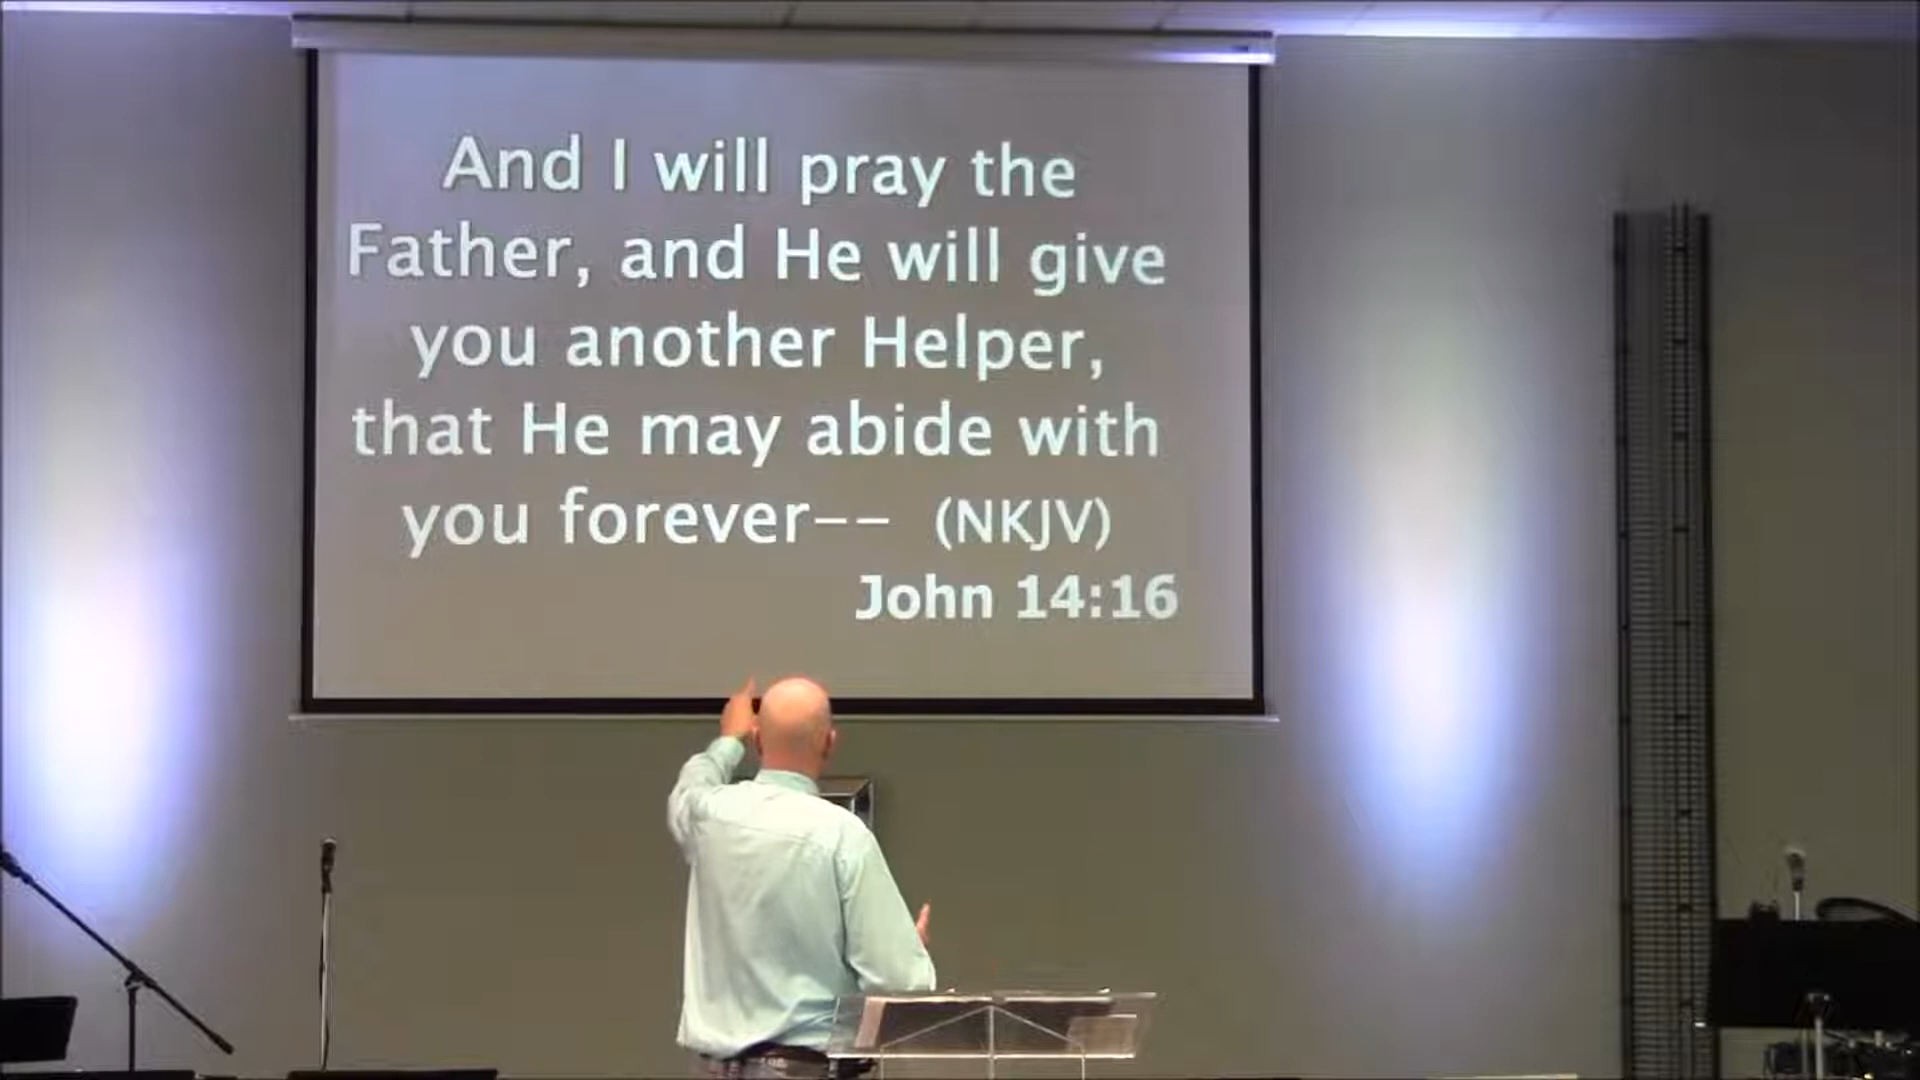 And I will pray the
Father, and He will give
you another Helper,
that He may abide with
you forever-- (NKJV)
John 14:16